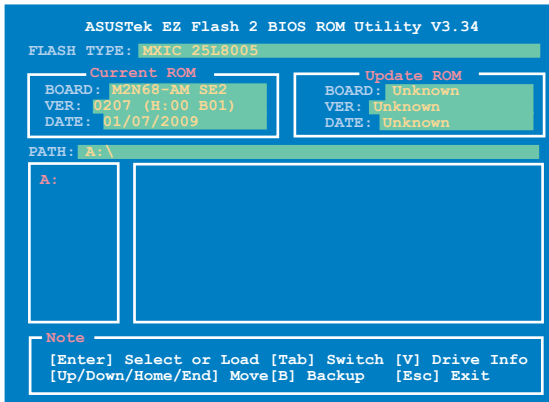 ASUSTek EZ Flash 2 BIOS ROM Utility V3.34
FLASH TYPE: MXIC 25L8005
Current ROM
BOARD: M2N68-AM SE2
VER: 0207 (H:00 B01)
DATE: 01/07/2009
Update ROM
BOARD: Unknown
VER: Unknown
DATE: Unknown
PATH: A:\
A:
Note
[Enter] Select or Load [Tab] Switch [V] Drive Info
[Up/Down/Home/End] Move[B] Backup [Esc] Exit